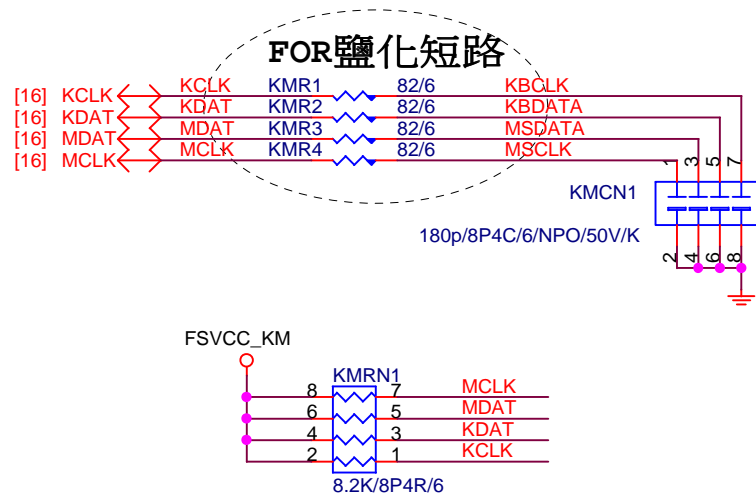 FOR鹽化短路
[16] KCLK KCLK KMR1 82/6 KBCLK
[16] KDAT KDAT KMR2 82/6 KBDATA
[16] MDAT MDAT KMR3 82/6 MSDATA
[16] MCLK MCLK KMR4 82/6 MSCLK
1 3 5 7
KMCN1
180p/8P4C/6/NPO/50V/K
2 4 6 8
FSVCC_KM
KMRN1
8 7 MCLK
6 5 MDAT
4 3 KDAT
2 1 KCLK
8.2K/8P4R/6